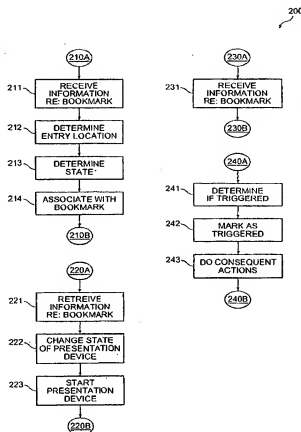 200
210A
211
RECEIVE
INFORMATION
RE: BOOKMARK
212
DETERMINE
ENTRY LOCATION
213
DETERMINE
STATE
214
ASSOCIATE WITH
BOOKMARK
210B
220A
221
RETREIVE
INFORMATION
RE: BOOKMARK
222
CHANGE STATE
OF PRESENTATION
DEVICE
223
START
PRESENTATION
DEVICE
220B
230A
231
RECEIVE
INFORMATION
RE: BOOKMARK
230B
240A
241
DETERMINE
IF TRIGGERED
242
MARK AS
TRIGGERED
243
DO CONSEQUENT
ACTIONS
240B